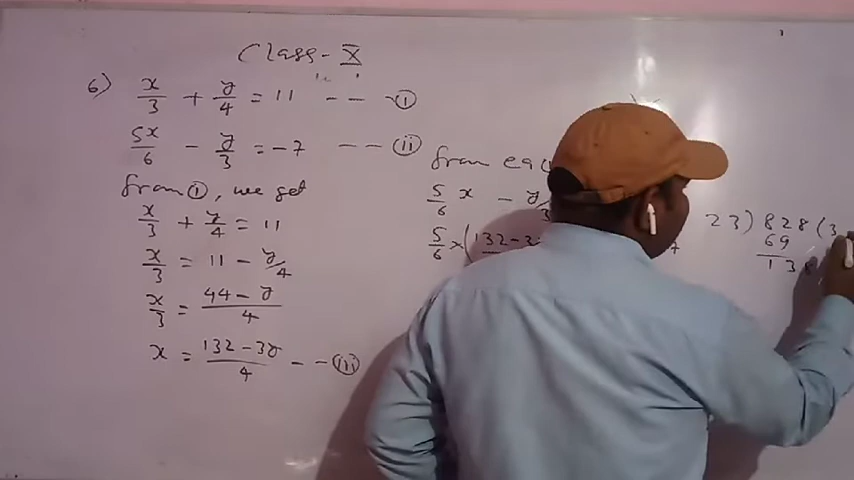 Class - X
6) x/3 + y/4 = 11 -- - (i)
5x/6 - y/3 = -7 --- (ii)
from (i), we get
x/3 + y/4 = 11
x/3 = 11 - y/4
x/3 = 44 - y / 4
x = 132 - 3y / 4 -- (iii)
from eq
5/6 x - y/3
5/6 × (132 - 3
7
23) 828 (3
69
13